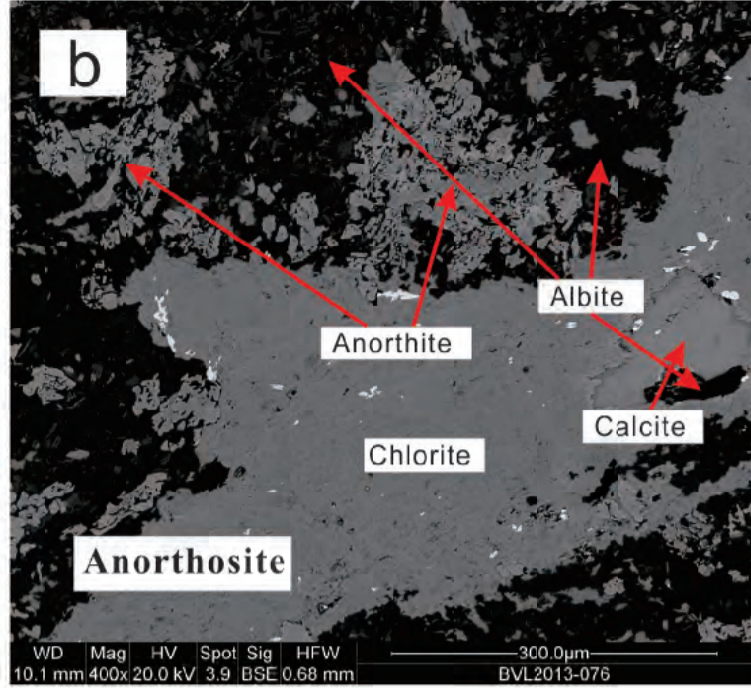 b
Albite
Anorthite
Calcite
Chlorite
Anorthosite
WD Mag HV Spot Sig HFW 300.0µm
10.1 mm 400x 20.0 kV 3.9 BSE 0.68 mm BVL2013-076